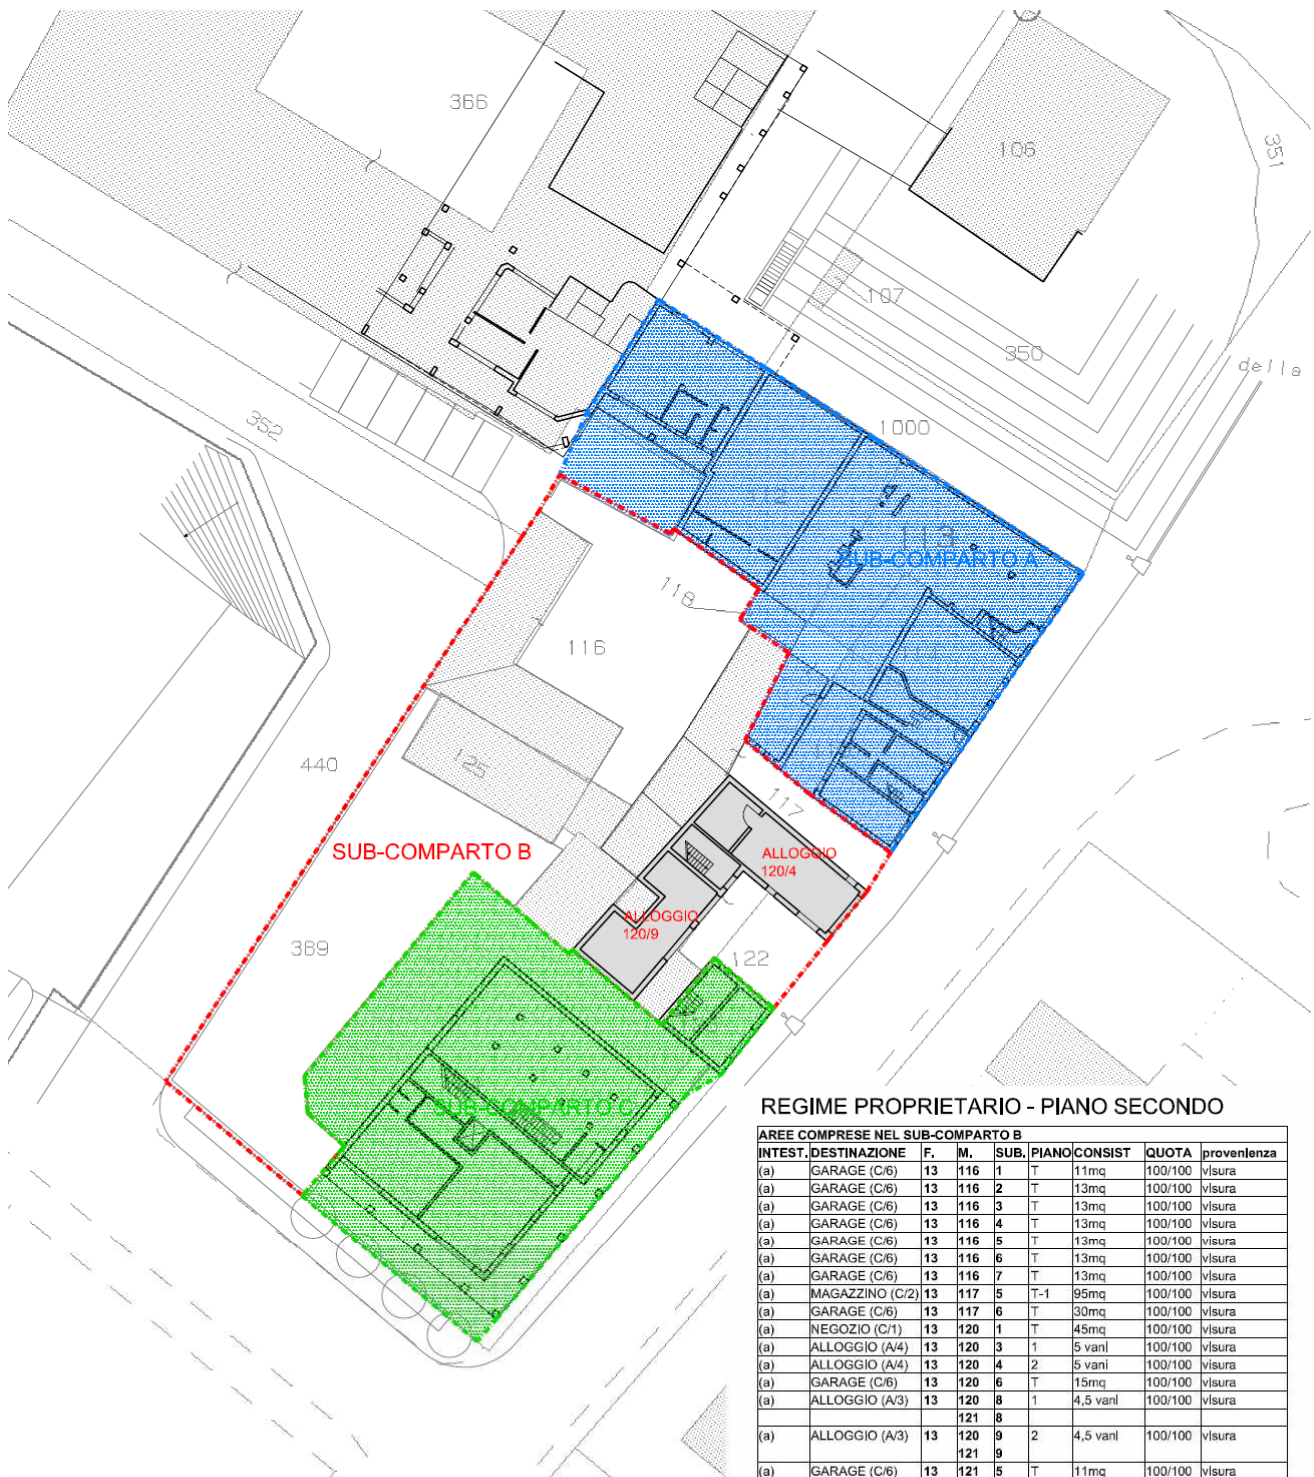 366
106
351
107
350
della
352
1000
112
113
SUB-COMPARTO A
118
116
440
125
117
SUB-COMPARTO B
ALLOGGIO
120/4
ALLOGGIO
120/9
389
122
SUB-COMPARTO C
REGIME PROPRIETARIO - PIANO SECONDO
AREE COMPRESE NEL SUB-COMPARTO B
INTEST. DESTINAZIONE F. M. SUB. PIANO CONSIST QUOTA provenienza
(a) GARAGE (C/6) 13 116 1 T 11mq 100/100 visura
(a) GARAGE (C/6) 13 116 2 T 13mq 100/100 visura
(a) GARAGE (C/6) 13 116 3 T 13mq 100/100 visura
(a) GARAGE (C/6) 13 116 4 T 13mq 100/100 visura
(a) GARAGE (C/6) 13 116 5 T 13mq 100/100 visura
(a) GARAGE (C/6) 13 116 6 T 13mq 100/100 visura
(a) GARAGE (C/6) 13 116 7 T 13mq 100/100 visura
(a) MAGAZZINO (C/2) 13 117 5 T-1 95mq 100/100 visura
(a) GARAGE (C/6) 13 117 6 T 30mq 100/100 visura
(a) NEGOZIO (C/1) 13 120 1 T 45mq 100/100 visura
(a) ALLOGGIO (A/4) 13 120 3 1 5 vani 100/100 visura
(a) ALLOGGIO (A/4) 13 120 4 2 5 vani 100/100 visura
(a) GARAGE (C/6) 13 120 6 T 15mq 100/100 visura
(a) ALLOGGIO (A/3) 13 120 8 1 4,5 vani 100/100 visura
121 8
(a) ALLOGGIO (A/3) 13 120 9 2 4,5 vani 100/100 visura
121 9
(a) GARAGE (C/6) 13 121 5 T 11mq 100/100 visura